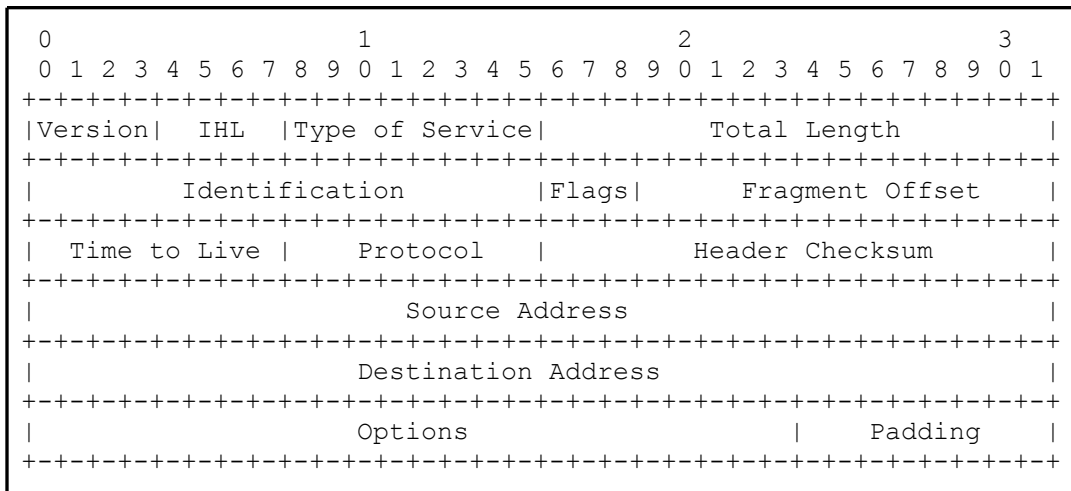 0                   1                   2                   3
 0 1 2 3 4 5 6 7 8 9 0 1 2 3 4 5 6 7 8 9 0 1 2 3 4 5 6 7 8 9 0 1
+-+-+-+-+-+-+-+-+-+-+-+-+-+-+-+-+-+-+-+-+-+-+-+-+-+-+-+-+-+-+-+-+
|Version|  IHL  |Type of Service|          Total Length         |
+-+-+-+-+-+-+-+-+-+-+-+-+-+-+-+-+-+-+-+-+-+-+-+-+-+-+-+-+-+-+-+-+
|         Identification        |Flags|      Fragment Offset    |
+-+-+-+-+-+-+-+-+-+-+-+-+-+-+-+-+-+-+-+-+-+-+-+-+-+-+-+-+-+-+-+-+
|  Time to Live |    Protocol   |         Header Checksum       |
+-+-+-+-+-+-+-+-+-+-+-+-+-+-+-+-+-+-+-+-+-+-+-+-+-+-+-+-+-+-+-+-+
|                       Source Address                          |
+-+-+-+-+-+-+-+-+-+-+-+-+-+-+-+-+-+-+-+-+-+-+-+-+-+-+-+-+-+-+-+-+
|                    Destination Address                        |
+-+-+-+-+-+-+-+-+-+-+-+-+-+-+-+-+-+-+-+-+-+-+-+-+-+-+-+-+-+-+-+-+
|                    Options                    |    Padding    |
+-+-+-+-+-+-+-+-+-+-+-+-+-+-+-+-+-+-+-+-+-+-+-+-+-+-+-+-+-+-+-+-+